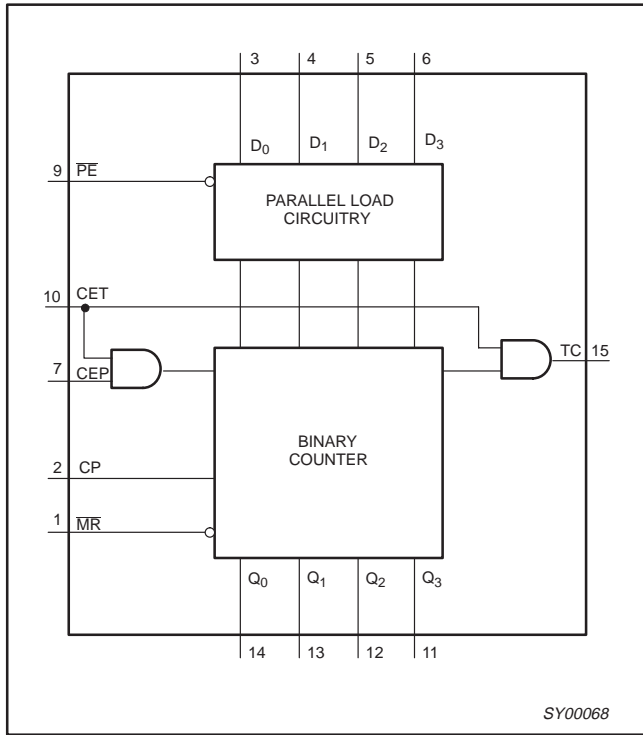 3 4 5 6
D0 D1 D2 D3
9 PE
PARALLEL LOAD
CIRCUITRY
10 CET
7 CEP
TC 15
BINARY
COUNTER
2 CP
1 MR
Q0 Q1 Q2 Q3
14 13 12 11
SY00068